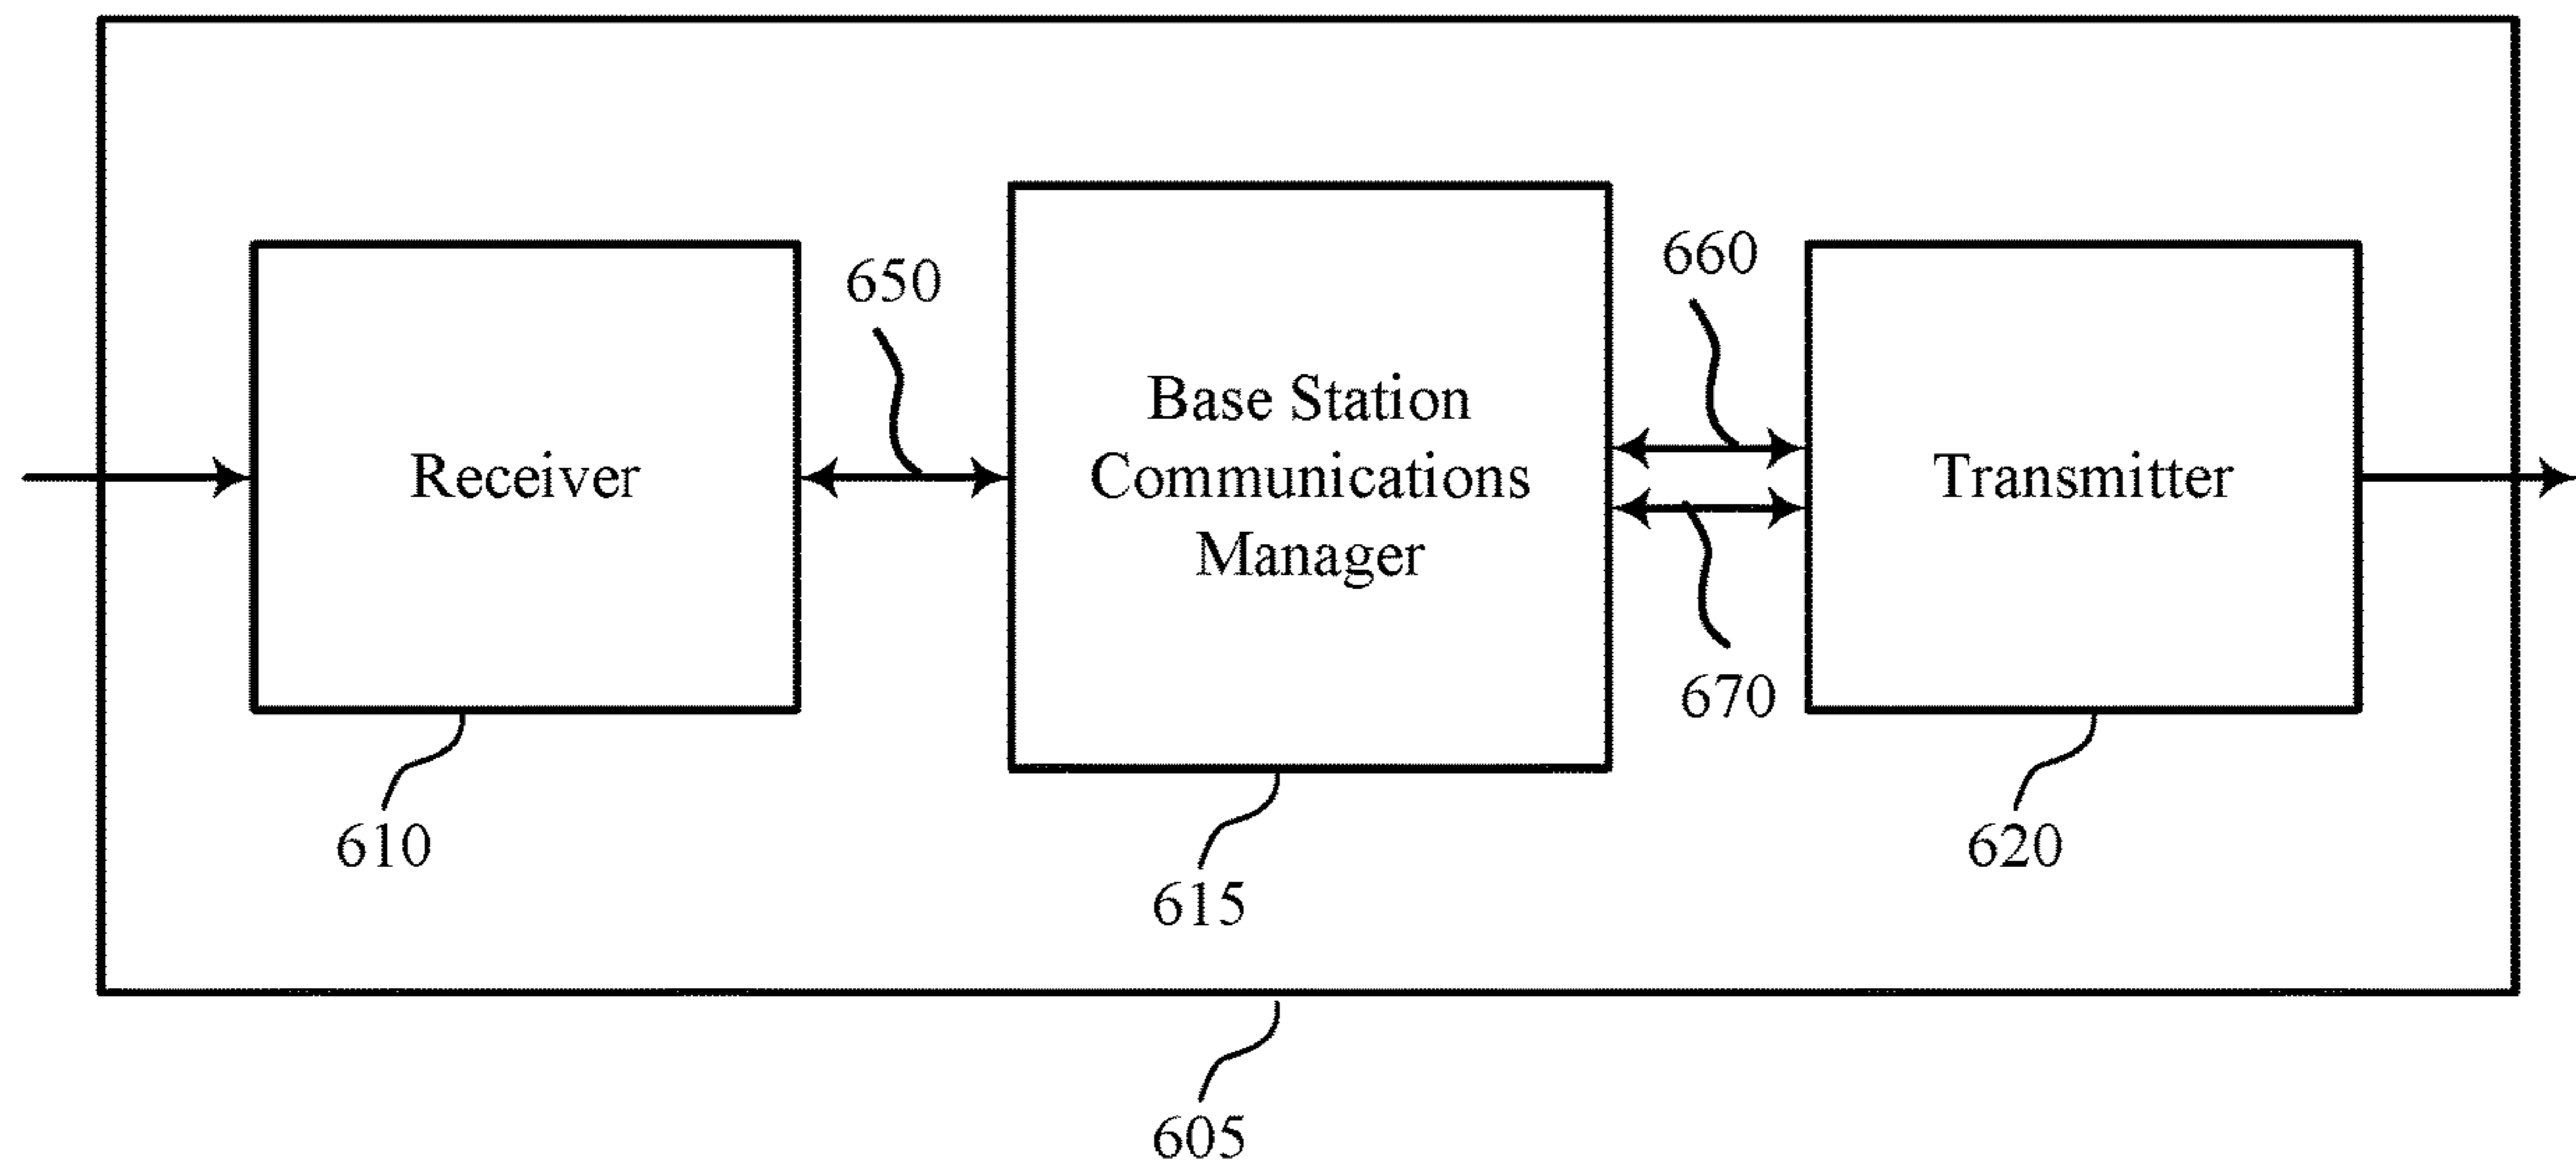 650
660
Receiver
Base Station
Communications
Manager
Transmitter
670
610
615
620
605